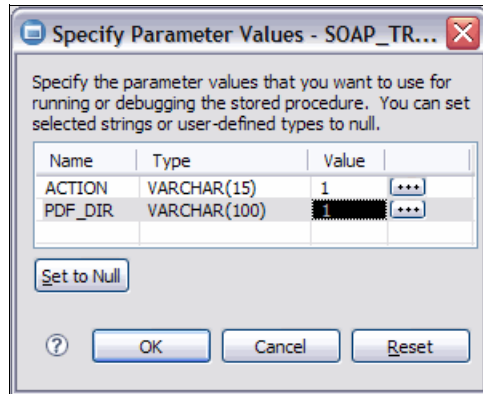 Specify Parameter Values - SOAP_TR...
Specify the parameter values that you want to use for
running or debugging the stored procedure. You can set
selected strings or user-defined types to null.
Name Type Value
ACTION VARCHAR(15) 1
PDF_DIR VARCHAR(100) 1
Set to Null
? OK Cancel Reset